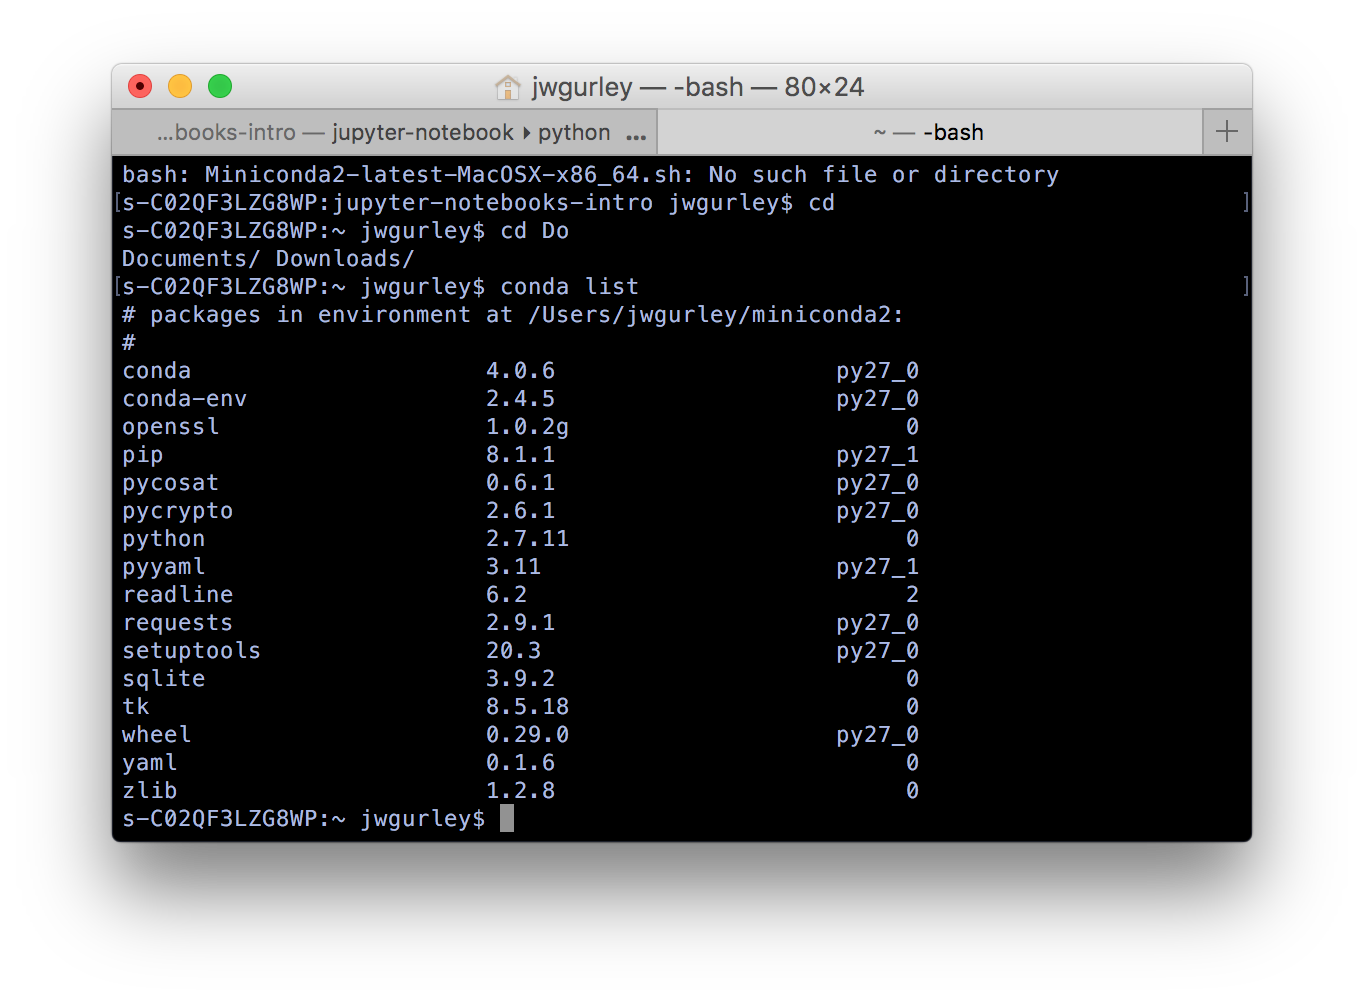 jwgurley — -bash — 80×24
...books-intro — jupyter-notebook ▸ python ...
~ — -bash
bash: Miniconda2-latest-MacOSX-x86_64.sh: No such file or directory
[s-C02QF3LZG8WP:jupyter-notebooks-intro jwgurley$ cd ]
s-C02QF3LZG8WP:~ jwgurley$ cd Do
Documents/ Downloads/
[s-C02QF3LZG8WP:~ jwgurley$ conda list ]
# packages in environment at /Users/jwgurley/miniconda2:
#
conda 4.0.6 py27_0
conda-env 2.4.5 py27_0
openssl 1.0.2g 0
pip 8.1.1 py27_1
pycosat 0.6.1 py27_0
pycrypto 2.6.1 py27_0
python 2.7.11 0
pyyaml 3.11 py27_1
readline 6.2 2
requests 2.9.1 py27_0
setuptools 20.3 py27_0
sqlite 3.9.2 0
tk 8.5.18 0
wheel 0.29.0 py27_0
yaml 0.1.6 0
zlib 1.2.8 0
s-C02QF3LZG8WP:~ jwgurley$